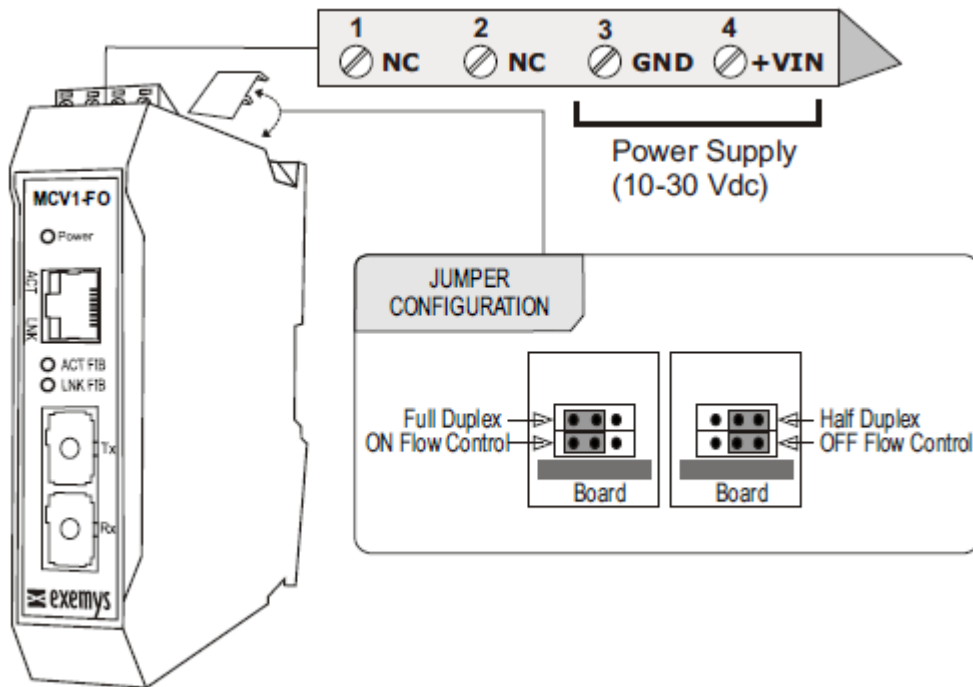 1 2 3 4
NC NC GND +VIN
Power Supply
(10-30 Vdc)
MCV1-FO
Power
ACT
LNK
ACT FIB
LNK FIB
Tx
Rx
exemys
JUMPER
CONFIGURATION
Full Duplex
ON Flow Control
Board
Half Duplex
OFF Flow Control
Board